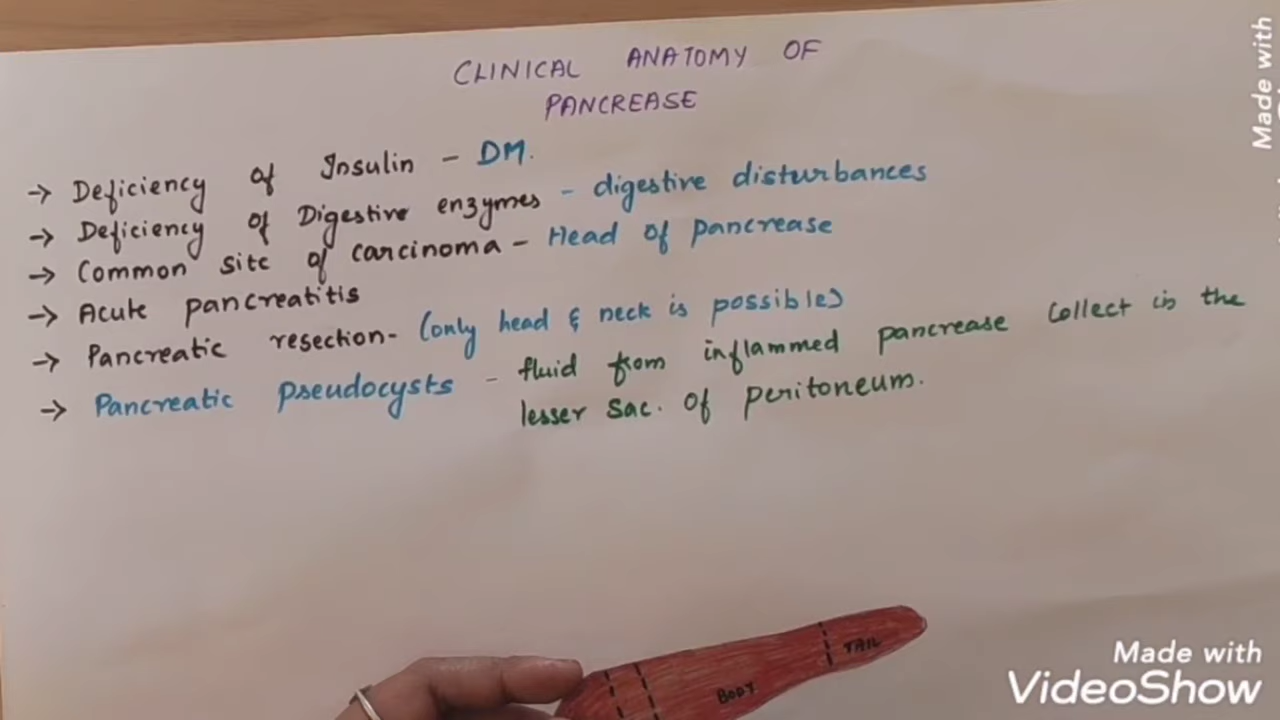 CLINICAL ANATOMY OF
PANCREASE
→ Deficiency of Insulin - DM.
→ Deficiency of Digestive enzymes - digestive disturbances
→ Common site of carcinoma - Head of pancrease
→ Acute pancreatitis
→ Pancreatic resection- (only head & neck is possible)
→ Pancreatic pseudocysts - fluid from inflammed pancrease collect in the
lesser sac. of peritoneum.
TAIL
BODY
Made with
Made with
VideoShow